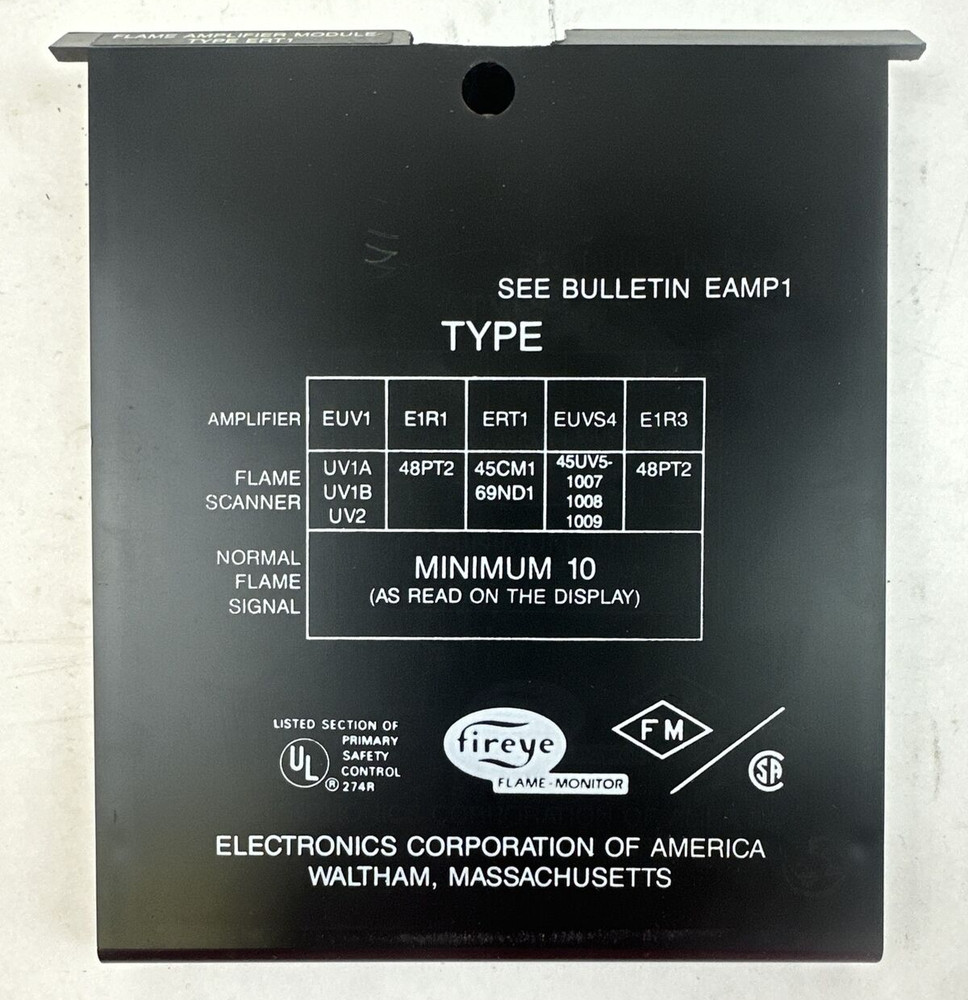 FLAME AMPLIFIER MODULE
TYPE ERT1
SEE BULLETIN EAMP1
TYPE
AMPLIFIER EUV1 E1R1 ERT1 EUVS4 E1R3
FLAME SCANNER
UV1A
UV1B
UV2
48PT2
45CM1
69ND1
45UV5-
1007
1008
1009
48PT2
NORMAL
FLAME
SIGNAL
MINIMUM 10
(AS READ ON THE DISPLAY)
LISTED SECTION OF
PRIMARY
SAFETY
CONTROL
274R
UL
®
fireye
FLAME-MONITOR
FM
SA
ELECTRONICS CORPORATION OF AMERICA
WALTHAM, MASSACHUSETTS